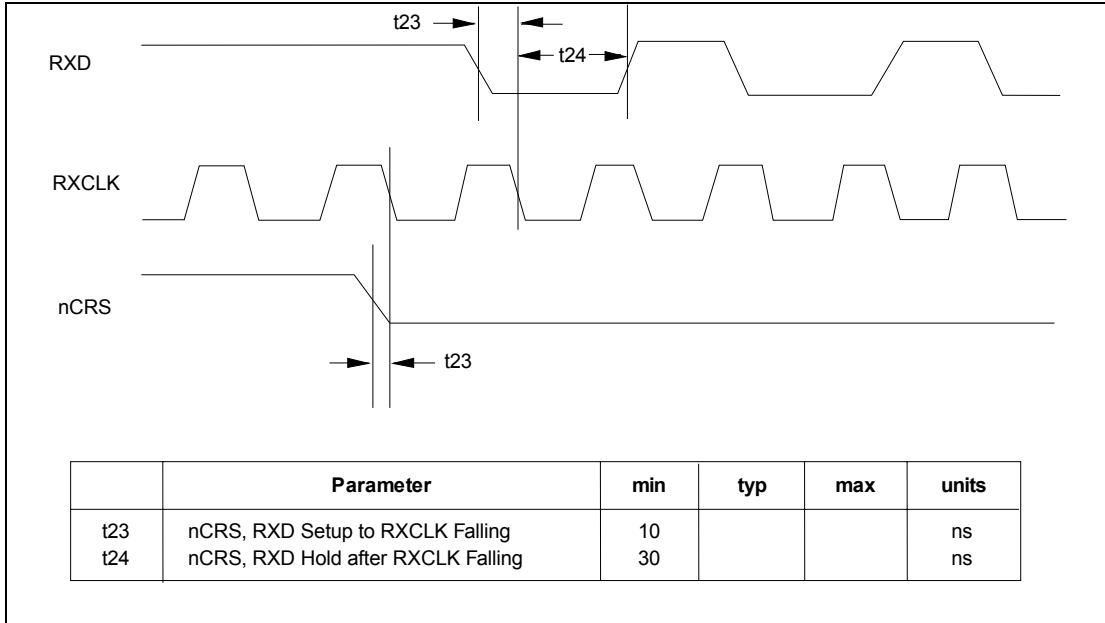 t23
t24
RXD
RXCLK
nCRS
t23
Parameter min typ max units
t23 nCRS, RXD Setup to RXCLK Falling 10 ns
t24 nCRS, RXD Hold after RXCLK Falling 30 ns